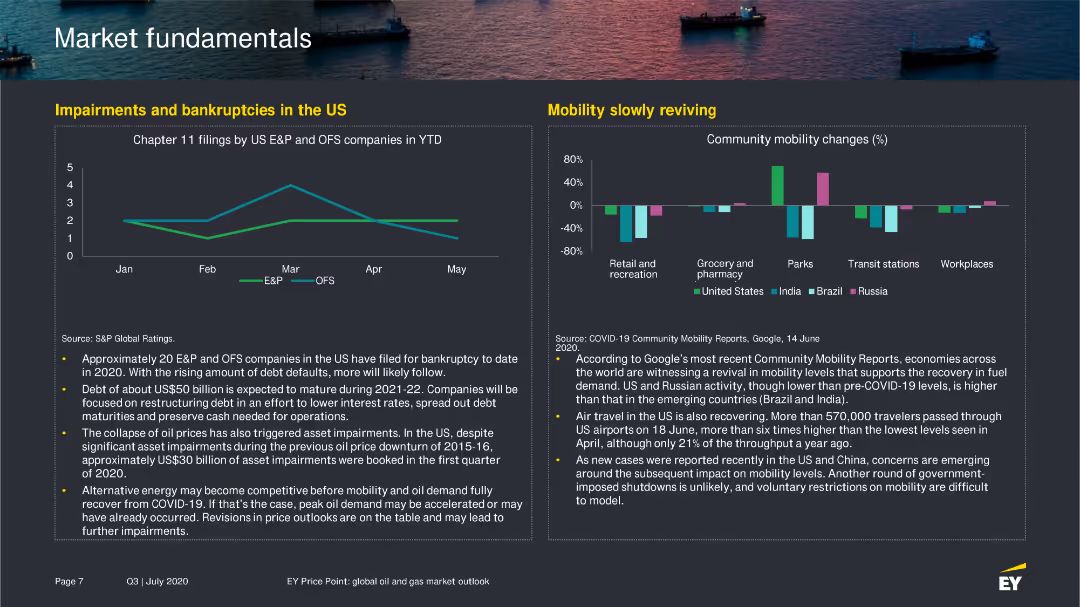 Market fundamentals
Impairments and bankruptcies in the US
Chapter 11 filings by US E&P and OFS companies in YTD
5
4
3
2
1
0
Jan
Feb
Mar
Apr
May
E&P
OFS
Source: S&P Global Ratings.
• Approximately 20 E&P and OFS companies in the US have filed for bankruptcy to date
in 2020. With the rising amount of debt defaults, more will likely follow.
• Debt of about US$50 billion is expected to mature during 2021-22. Companies will be
focused on restructuring debt in an effort to lower interest rates, spread out debt
maturities and preserve cash needed for operations.
• The collapse of oil prices has also triggered asset impairments. In the US, despite
significant asset impairments during the previous oil price downturn of 2015-16,
approximately US$30 billion of asset impairments were booked in the first quarter
of 2020.
• Alternative energy may become competitive before mobility and oil demand fully
recover from COVID-19. If that's the case, peak oil demand may be accelerated or may
have already occurred. Revisions in price outlooks are on the table and may lead to
further impairments.
Mobility slowly reviving
Community mobility changes (%)
80%
40%
0%
-40%
-80%
Retail and
recreation
Grocery and
pharmacy
Parks
Transit stations
Workplaces
United States
India
Brazil
Russia
Source: COVID-19 Community Mobility Reports, Google, 14 June
2020.
• According to Google's most recent Community Mobility Reports, economies across
the world are witnessing a revival in mobility levels that supports the recovery in fuel
demand. US and Russian activity, though lower than pre-COVID-19 levels, is higher
than that in the emerging countries (Brazil and India).
• Air travel in the US is also recovering. More than 570,000 travelers passed through
US airports on 18 June, more than six times higher than the lowest levels seen in
April, although only 21% of the throughput a year ago.
• As new cases were reported recently in the US and China, concerns are emerging
around the subsequent impact on mobility levels. Another round of government-
imposed shutdowns is unlikely, and voluntary restrictions on mobility are difficult
to model.
Page 7
Q3 | July 2020
EY Price Point: global oil and gas market outlook
EY